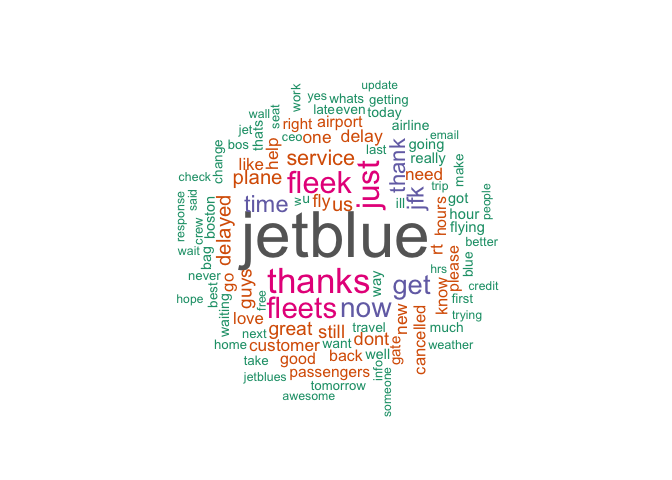 update
work
yes
whats
getting
wall
seat
late
even
today
jet
thats
right
airport
airline
email
bos
ceo
one
delay
last
going
change
help
like
service
thank
really
make
check
plane
fleek
just
need
trip
people
said
time
w
u
fly
us
ill
jfk
got
response
crew
boston
delayed
hours
hour
flying
jetblue
rt
better
wait
bag
blue
never
go
guys
thanks
way
get
hrs
know
please
credit
hope
best
free
fleets
now
first
waiting
love
great
still
travel
new
cancelled
trying
next
customer
want
dont
gate
much
home
good
back
well
weather
take
jetblues
passengers
info
tomorrow
someone
awesome